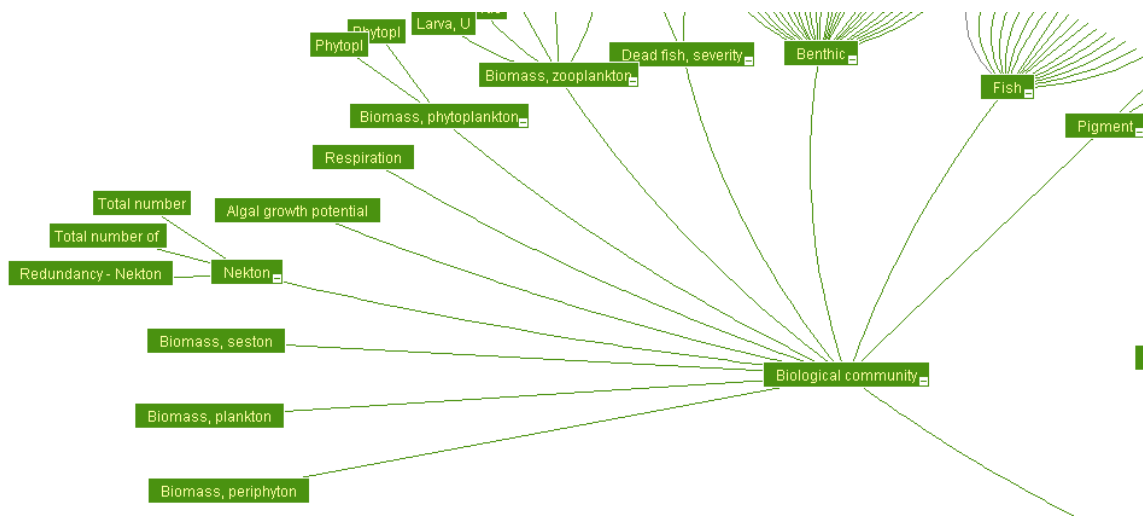 Phytopl
Phytopl
Larva, U
Dead fish, severity
Benthic
Biomass, zooplankton
Fish
Biomass, phytoplankton
Pigment
Respiration
Total number
Algal growth potential
Total number of
Redundancy - Nekton
Nekton
Biomass, seston
Biological community
Biomass, plankton
Biomass, periphyton